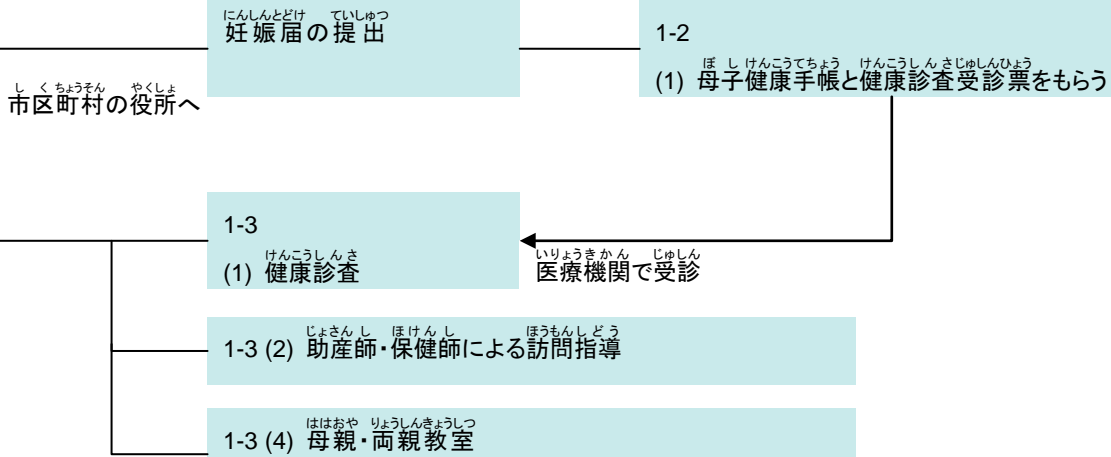 にんしんとどけ ていしゅつ
妊娠届の提出
1-2
ぼしけんこうてちょう けんこうしんさじゅしんひょう
(1) 母子健康手帳と健康診査受診票をもらう
しくちょうそん やくしょ
市区町村の役所へ
1-3
けんこうしんさ
(1) 健康診査
いりょうきかん じゅしん
医療機関で受診
じょさんし ほけんし ほうもんしどう
1-3 (2) 助産師・保健師による訪問指導
ははおや りょうしんきょうしつ
1-3 (4) 母親・両親教室